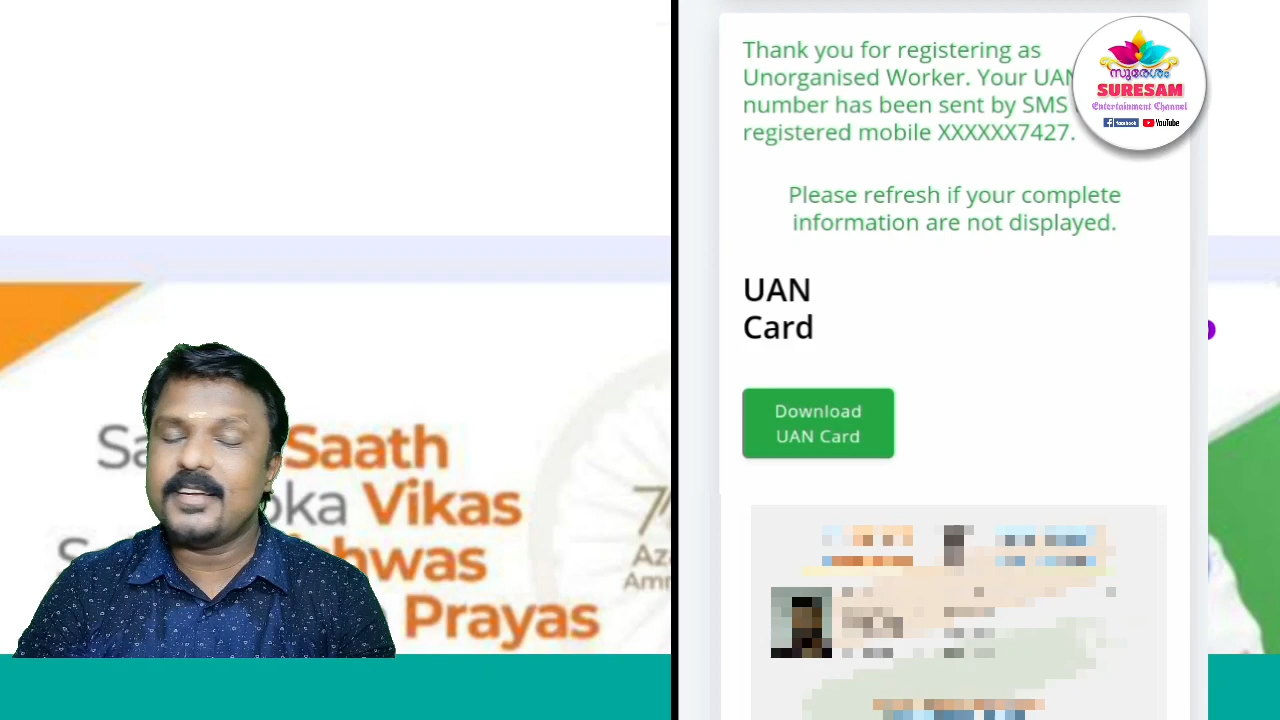 Thank you for registering as
Unorganised Worker. Your UAN
number has been sent by SMS
registered mobile XXXXXX7427.
Please refresh if your complete
information are not displayed.
UAN
Card
Download
UAN Card
സുരേശം
SURESAM
Entertainment Channel
facebook YouTube
Saath
Vikas
Prayas